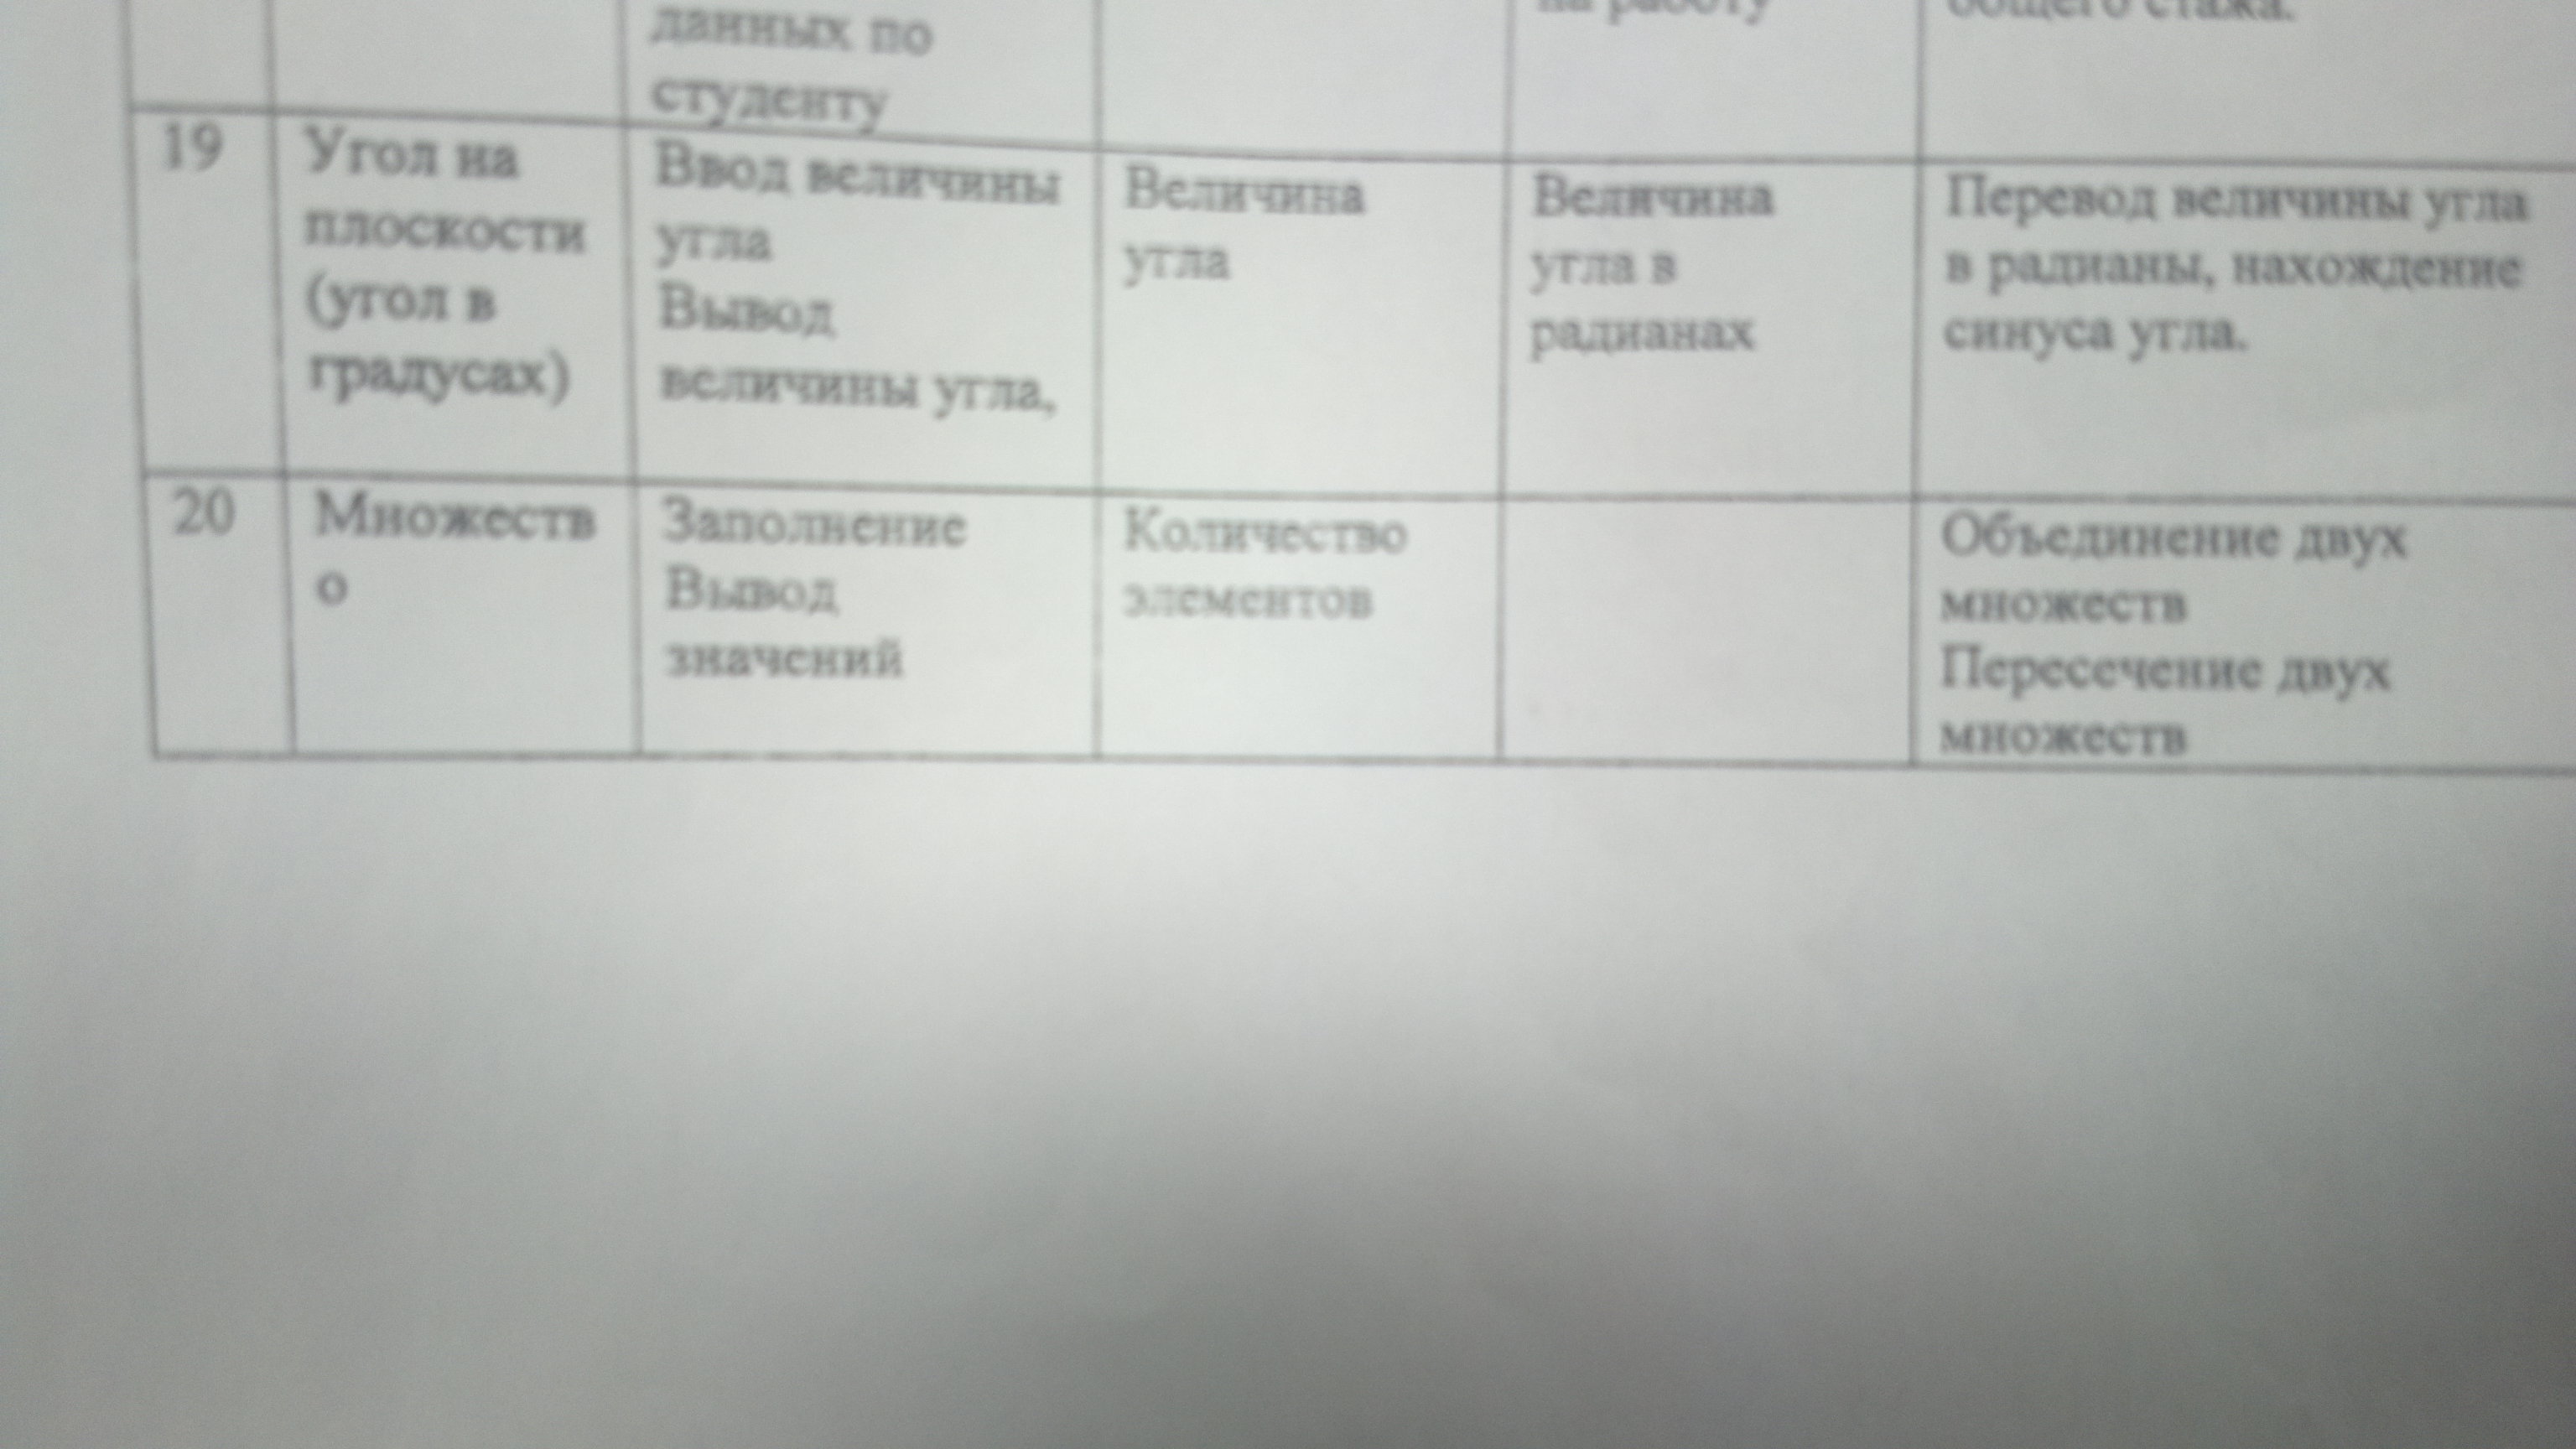 данных по
студенту
на работу
общего стажа.
19
Угол на
плоскости
(угол в
градусах)
Ввод величины
угла
Вывод
величины угла,
Величина
угла
Величина
угла в
радианах
Перевод величины угла
в радианы, нахождение
синуса угла.
20
Множеств
о
Заполнение
Вывод
значений
Количество
элементов
Объединение двух
множеств
Пересечение двух
множеств